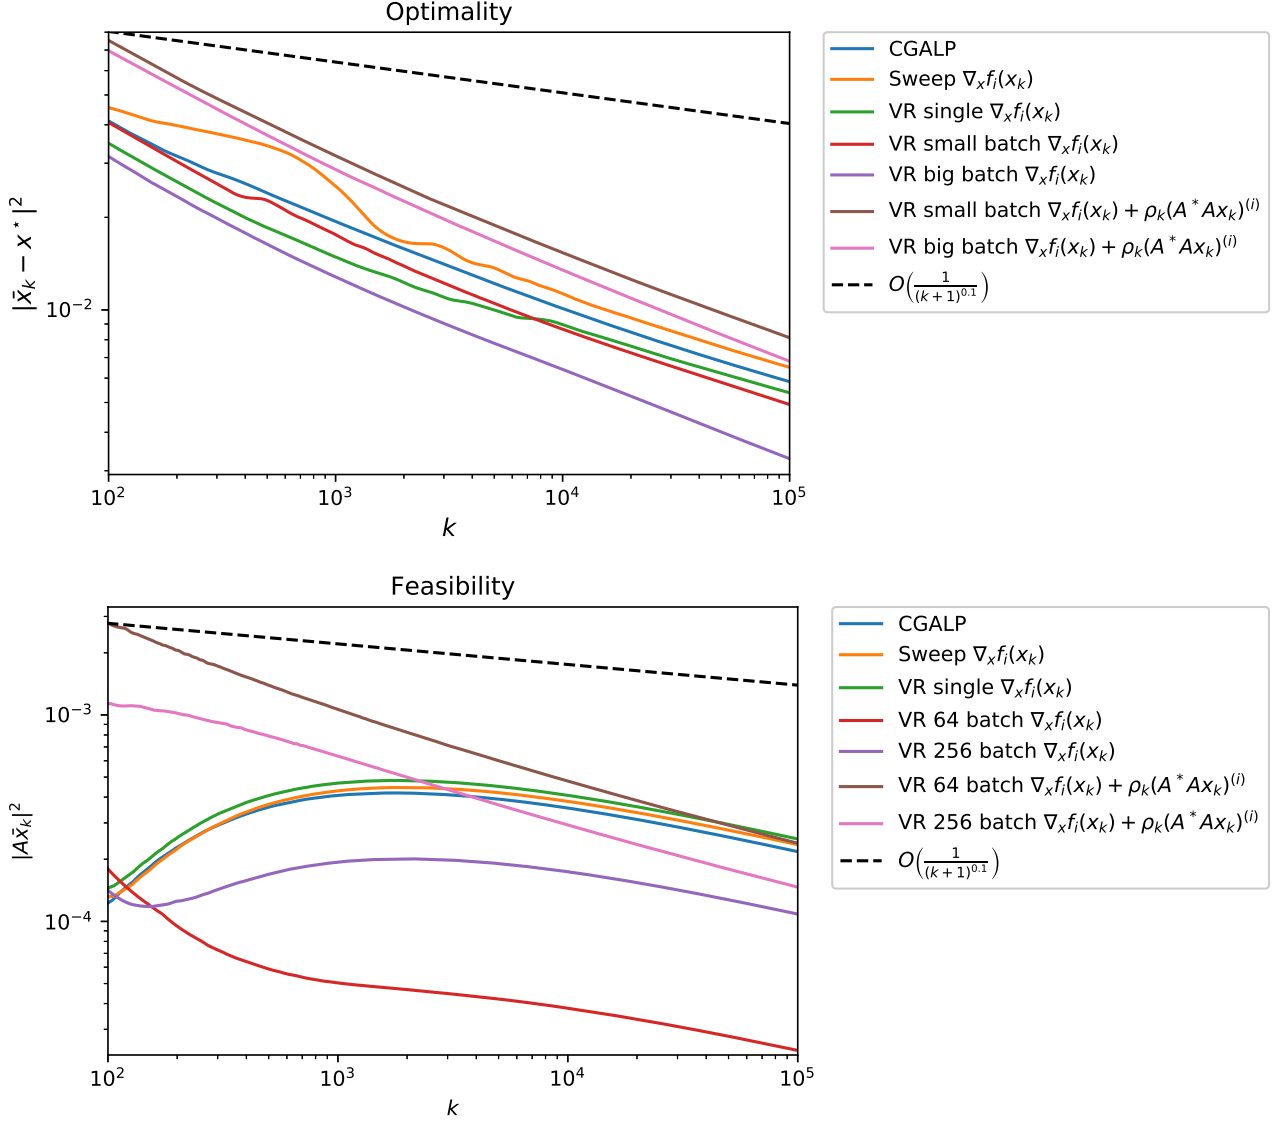 Optimality
|x̄ₖ − x⋆|²
10⁻²
10² 10³ 10⁴ 10⁵
k
CGALP
Sweep ∇ₓfᵢ(xₖ)
VR single ∇ₓfᵢ(xₖ)
VR small batch ∇ₓfᵢ(xₖ)
VR big batch ∇ₓfᵢ(xₖ)
VR small batch ∇ₓfᵢ(xₖ) + ρₖ(A*Axₖ)⁽ⁱ⁾
VR big batch ∇ₓfᵢ(xₖ) + ρₖ(A*Axₖ)⁽ⁱ⁾
O(1/(k+1)^0.1)
Feasibility
|Ax̄ₖ|²
10⁻³
10⁻⁴
10² 10³ 10⁴ 10⁵
k
CGALP
Sweep ∇ₓfᵢ(xₖ)
VR single ∇ₓfᵢ(xₖ)
VR 64 batch ∇ₓfᵢ(xₖ)
VR 256 batch ∇ₓfᵢ(xₖ)
VR 64 batch ∇ₓfᵢ(xₖ) + ρₖ(A*Axₖ)⁽ⁱ⁾
VR 256 batch ∇ₓfᵢ(xₖ) + ρₖ(A*Axₖ)⁽ⁱ⁾
O(1/(k+1)^0.1)